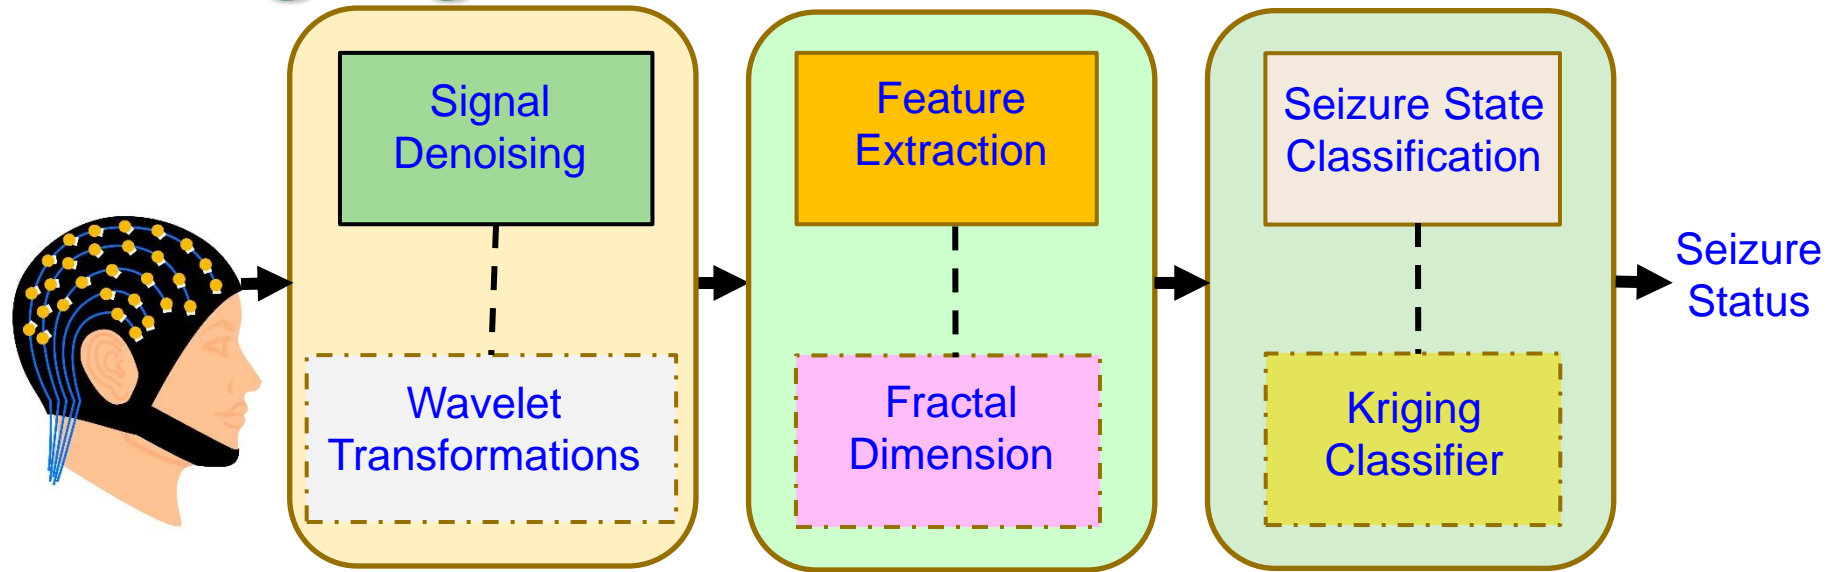 Signal
Denoising
Wavelet
Transformations
Feature
Extraction
Fractal
Dimension
Seizure State
Classification
Kriging
Classifier
Seizure
Status